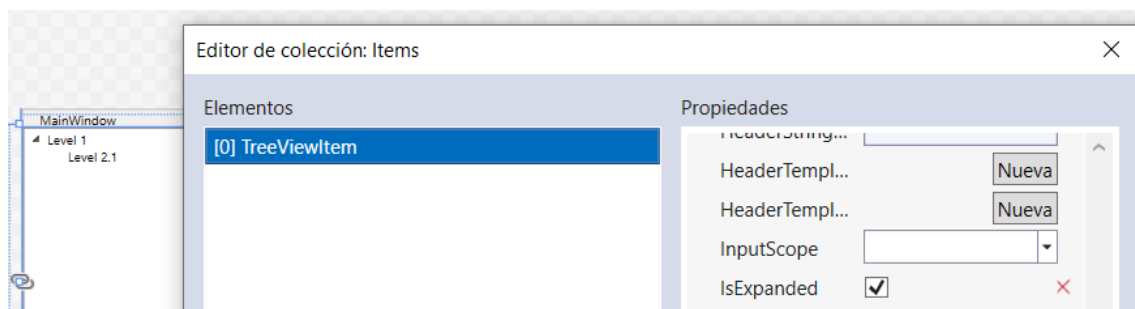 Editor de colección: Items
Elementos
Propiedades
MainWindow
Level 1
Level 2.1
[0] TreeViewItem
HeaderString...
HeaderTempl...
Nueva
HeaderTempl...
Nueva
InputScope
IsExpanded